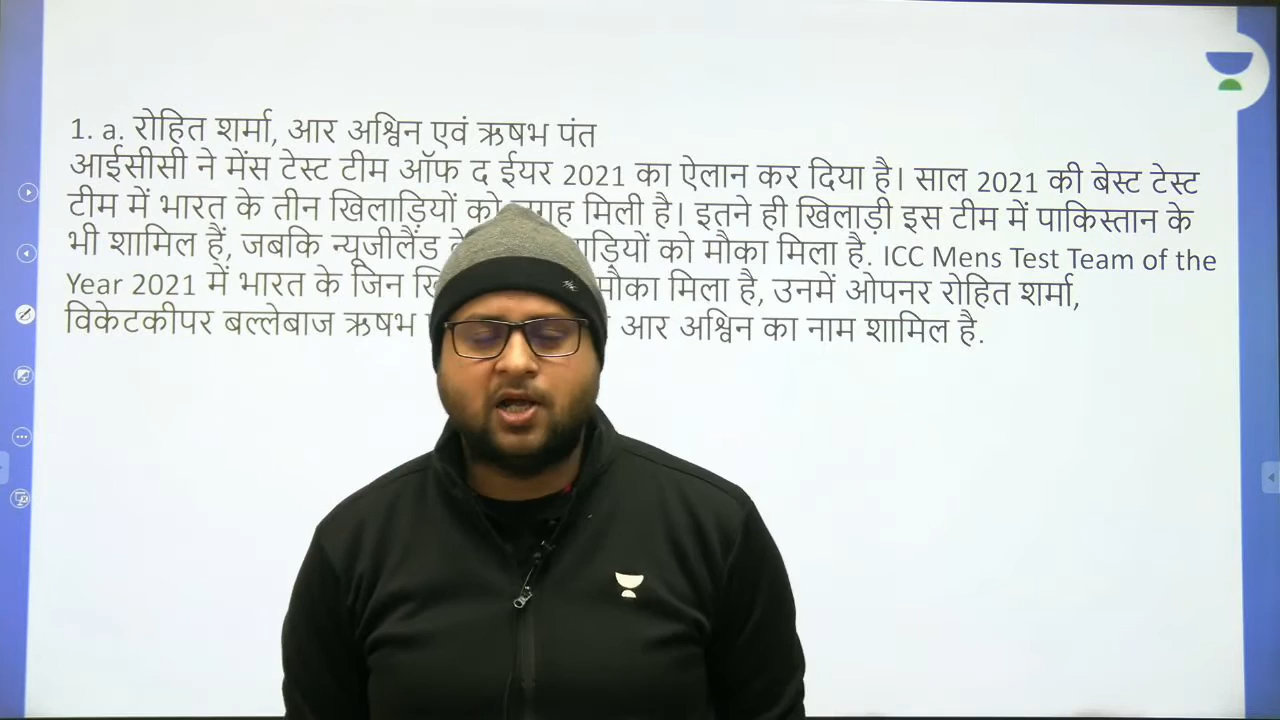 1. a. रोहित शर्मा, आर अश्विन एवं ऋषभ पंत
आईसीसी ने मेंस टेस्ट टीम ऑफ द ईयर 2021 का ऐलान कर दिया है। साल 2021 की बेस्ट टेस्ट
टीम में भारत के तीन खिलाड़ियों को जगह मिली है। इतने ही खिलाड़ी इस टीम में पाकिस्तान के
भी शामिल हैं, जबकि न्यूजीलैंड को मौका मिला है. ICC Mens Test Team of the
Year 2021 में भारत के जिन मौका मिला है, उनमें ओपनर रोहित शर्मा,
विकेटकीपर बल्लेबाज ऋषभ आर अश्विन का नाम शामिल है.